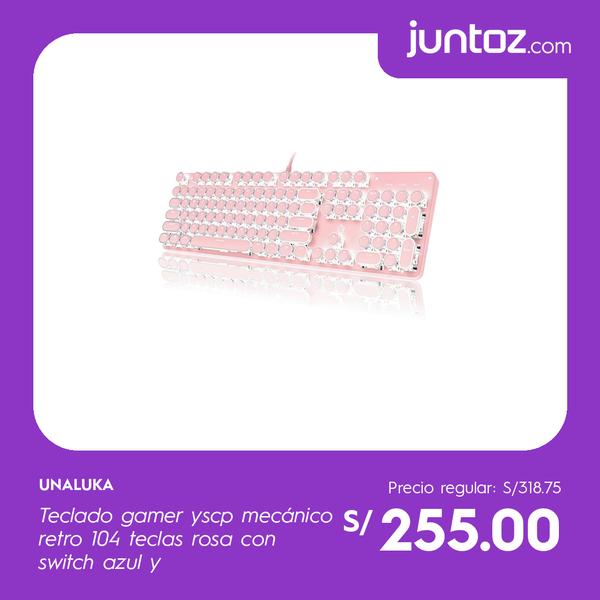 juntoz.com
UNALUKA
Teclado gamer yscp mecánico
retro 104 teclas rosa con
switch azul y
Precio regular: S/318.75
S/ 255.00